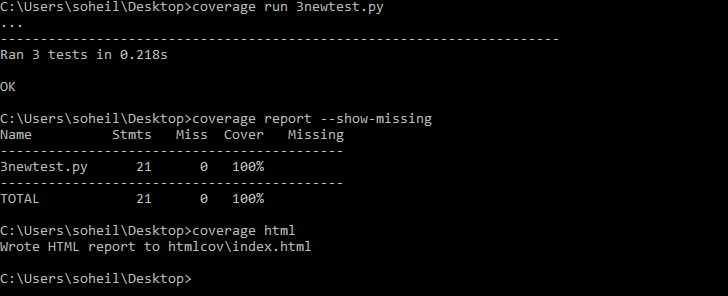 C:\Users\soheil\Desktop>coverage run 3newtest.py
...
----------------------------------------------------------------------
Ran 3 tests in 0.218s
OK
C:\Users\soheil\Desktop>coverage report --show-missing
Name          Stmts   Miss  Cover   Missing
-------------------------------------------
3newtest.py      21      0   100%
-------------------------------------------
TOTAL            21      0   100%
C:\Users\soheil\Desktop>coverage html
Wrote HTML report to htmlcov\index.html
C:\Users\soheil\Desktop>